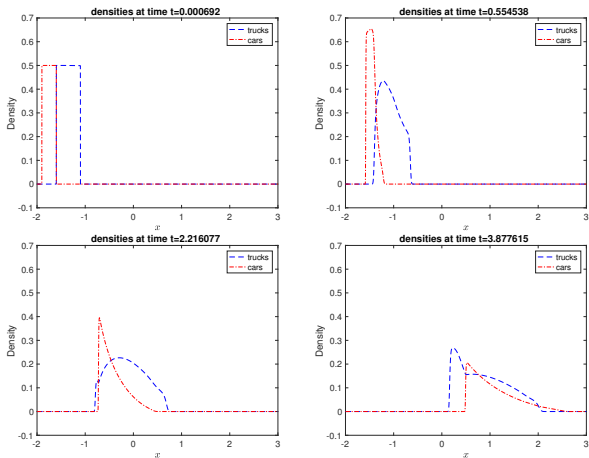 densities at time t=0.000692
0.7
0.6
0.5
0.4
0.3
0.2
0.1
0
-0.1
Density
trucks
cars
-2 -1 0 1 2 3
x
densities at time t=0.554538
0.7
0.6
0.5
0.4
0.3
0.2
0.1
0
-0.1
Density
trucks
cars
-2 -1 0 1 2 3
x
densities at time t=2.216077
0.7
0.6
0.5
0.4
0.3
0.2
0.1
0
-0.1
Density
trucks
cars
-2 -1 0 1 2 3
x
densities at time t=3.877615
0.7
0.6
0.5
0.4
0.3
0.2
0.1
0
-0.1
Density
trucks
cars
-2 -1 0 1 2 3
x